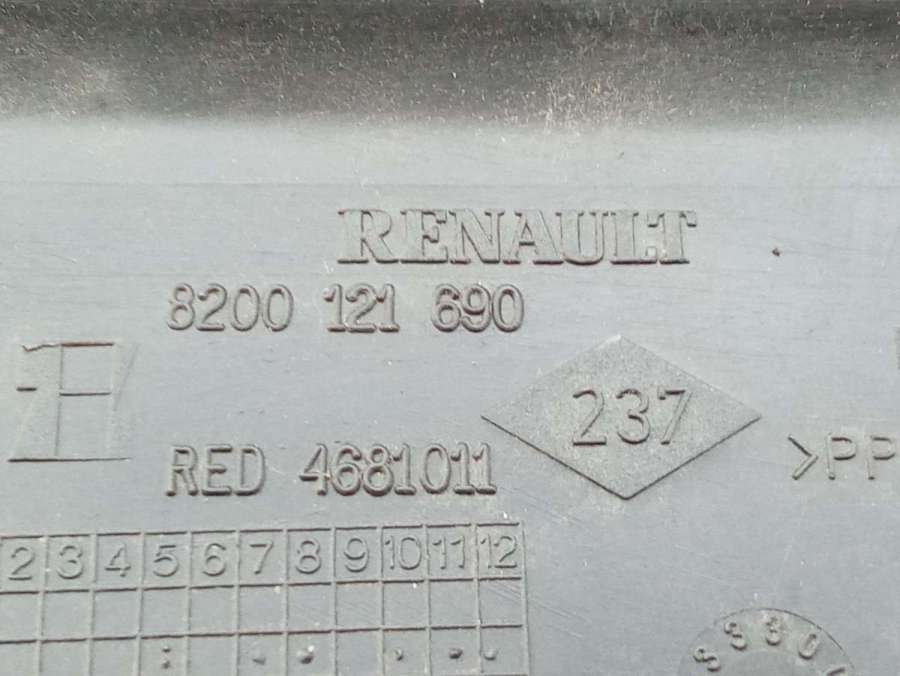 RENAULT
8200 121 690
237
RED 4681011
>PP
2 3 4 5 6 7 8 9 10 11 12